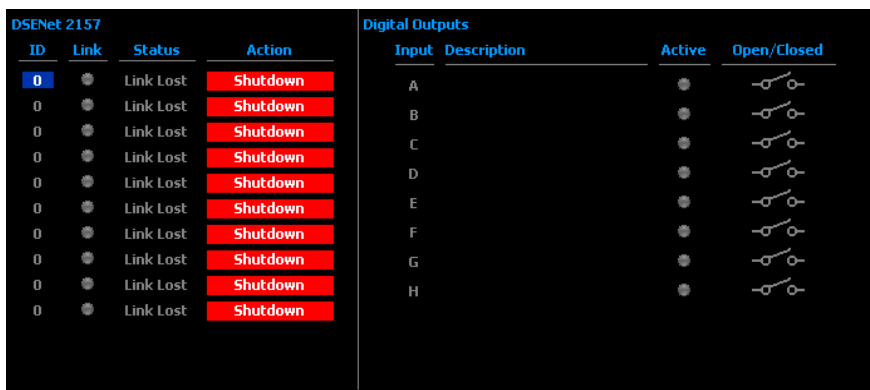 DSENet 2157
ID Link Status Action
0 Link Lost Shutdown
0 Link Lost Shutdown
0 Link Lost Shutdown
0 Link Lost Shutdown
0 Link Lost Shutdown
0 Link Lost Shutdown
0 Link Lost Shutdown
0 Link Lost Shutdown
0 Link Lost Shutdown
0 Link Lost Shutdown
Digital Outputs
Input Description Active Open/Closed
A
B
C
D
E
F
G
H